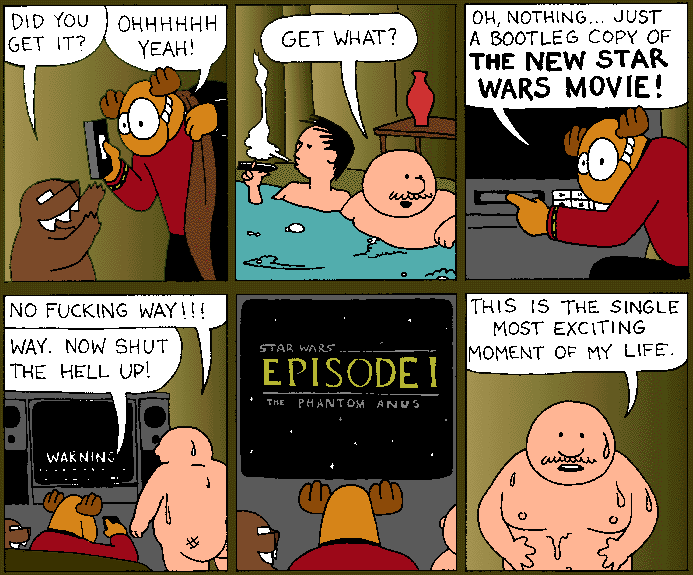 DID YOU
GET IT?
OHHHHHH
YEAH!
GET WHAT?
OH, NOTHING... JUST
A BOOTLEG COPY OF
THE NEW STAR
WARS MOVIE!
NO FUCKING WAY!!!
WAY. NOW SHUT
THE HELL UP!
WARNING
STAR WARS
EPISODE I
THE PHANTOM ANUS
THIS IS THE SINGLE
MOST EXCITING
MOMENT OF MY LIFE.